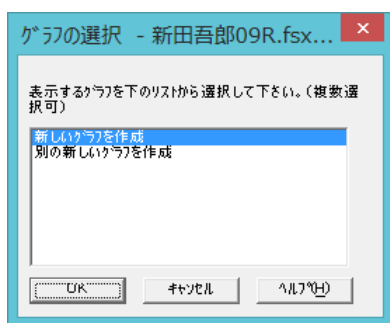 ｸﾞﾗﾌの選択 - 新田吾郎09R.fsx...
表示するｸﾞﾗﾌを下のﾘｽﾄから選択して下さい。(複数選
択可)
新しいｸﾞﾗﾌを作成
別の新しいｸﾞﾗﾌを作成
OK
ｷｬﾝｾﾙ
ﾍﾙﾌﾟ(H)